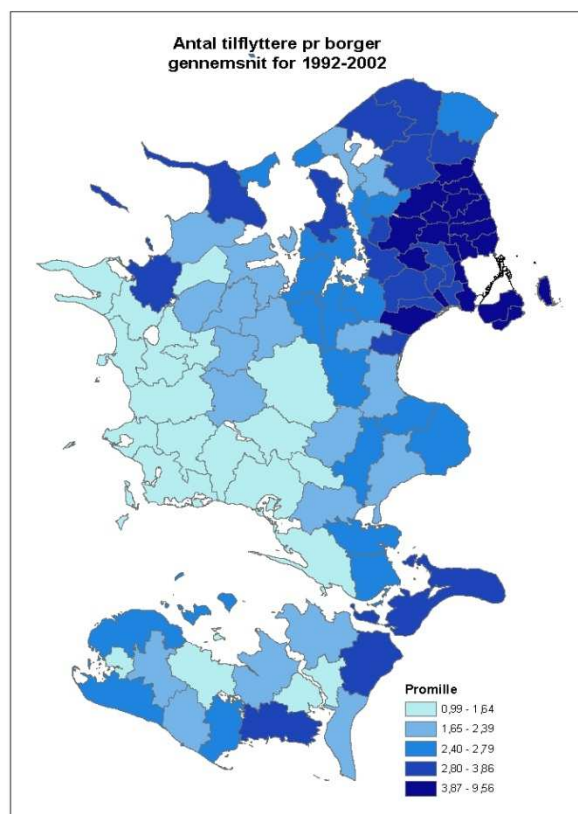 Antal tilflyttere pr borger
gennemsnit for 1992-2002
Promille
0,99 - 1,64
1,65 - 2,39
2,40 - 2,79
2,80 - 3,86
3,87 - 9,56